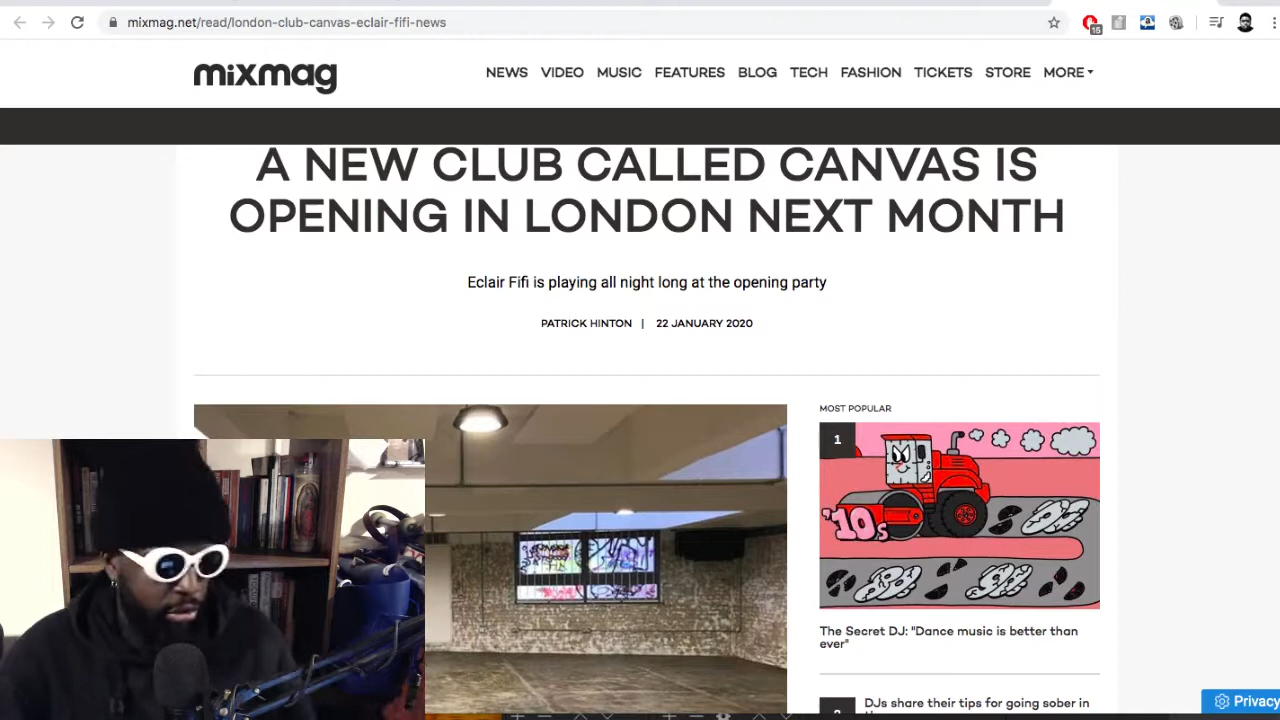 mixmag.net/read/london-club-canvas-eclair-fifi-news
15
mixmag
NEWS VIDEO MUSIC FEATURES BLOG TECH FASHION TICKETS STORE MORE
A NEW CLUB CALLED CANVAS IS
OPENING IN LONDON NEXT MONTH
Eclair Fifi is playing all night long at the opening party
PATRICK HINTON | 22 JANUARY 2020
MOST POPULAR
1
'10s
The Secret DJ: "Dance music is better than
ever"
DJs share their tips for going sober in
Privacy